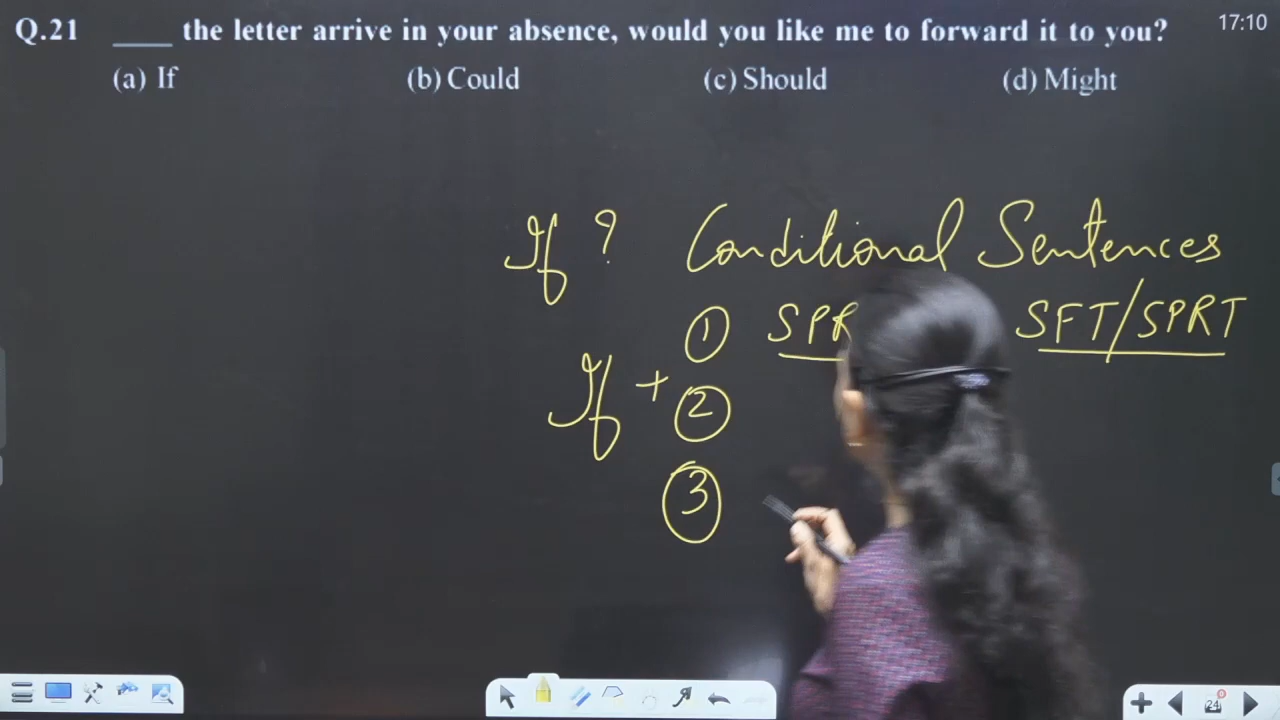 Q.21 ____ the letter arrive in your absence, would you like me to forward it to you? 17:10
(a) If (b) Could (c) Should (d) Might
If ? Conditional Sentences
① SPR SFT/SPRT
If + ②
③
24